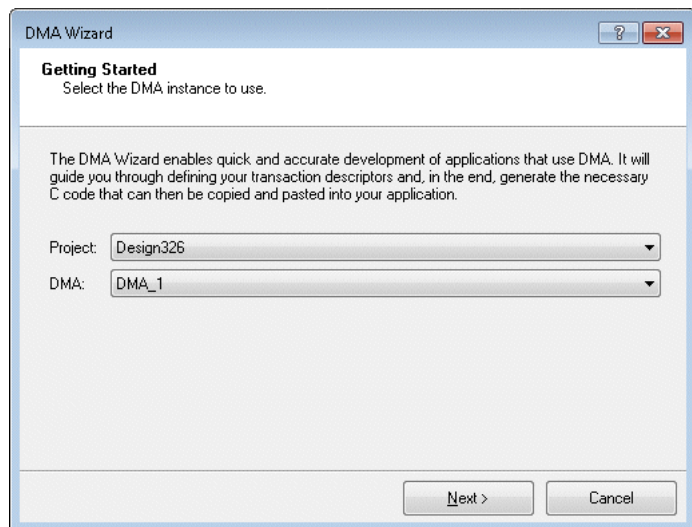 DMA Wizard
Getting Started
Select the DMA instance to use.
The DMA Wizard enables quick and accurate development of applications that use DMA. It will
guide you through defining your transaction descriptors and, in the end, generate the necessary
C code that can then be copied and pasted into your application.
Project: Design326
DMA: DMA_1
Next > Cancel